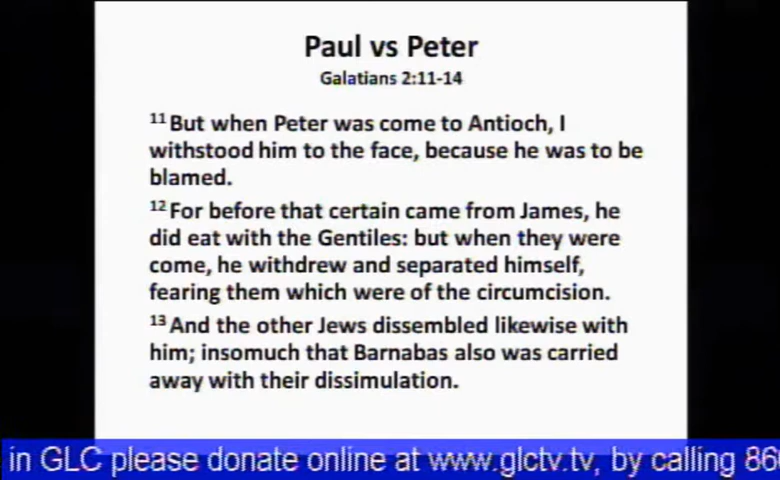 Paul vs Peter
Galatians 2:11-14
11 But when Peter was come to Antioch, I
withstood him to the face, because he was to be
blamed.
12 For before that certain came from James, he
did eat with the Gentiles: but when they were
come, he withdrew and separated himself,
fearing them which were of the circumcision.
13 And the other Jews dissembled likewise with
him; insomuch that Barnabas also was carried
away with their dissimulation.
in GLC please donate online at www.glctv.tv, by calling 86